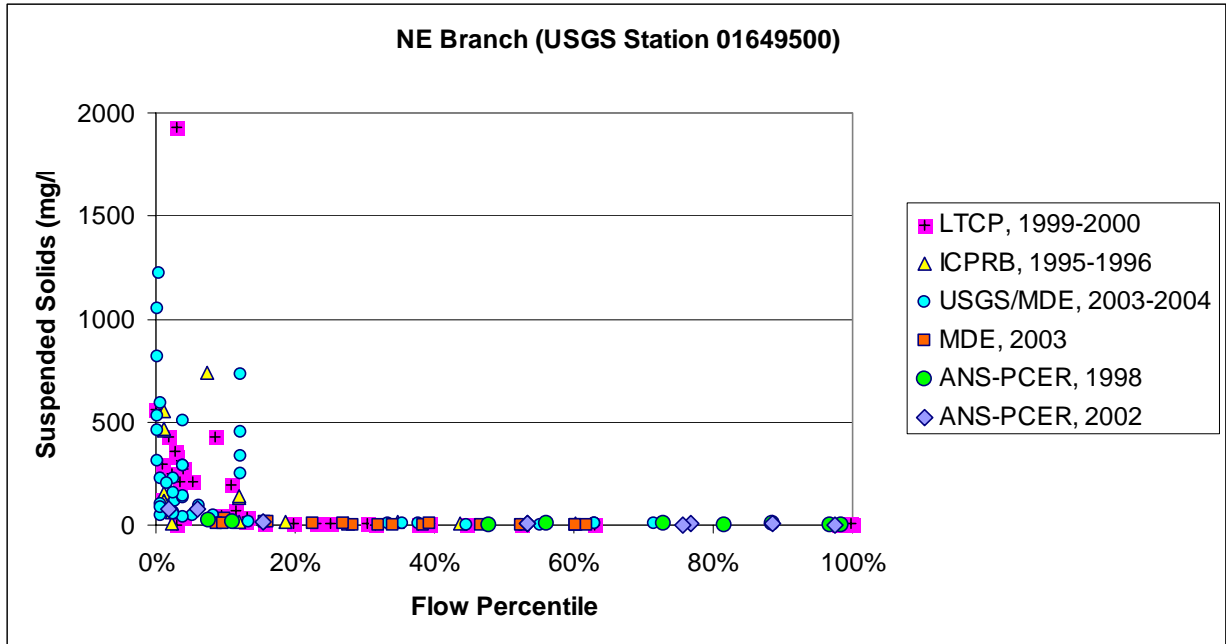 NE Branch (USGS Station 01649500)
2000
1500
1000
500
0
Suspended Solids (mg/l
0%
20%
40%
60%
80%
100%
Flow Percentile
LTCP, 1999-2000
ICPRB, 1995-1996
USGS/MDE, 2003-2004
MDE, 2003
ANS-PCER, 1998
ANS-PCER, 2002